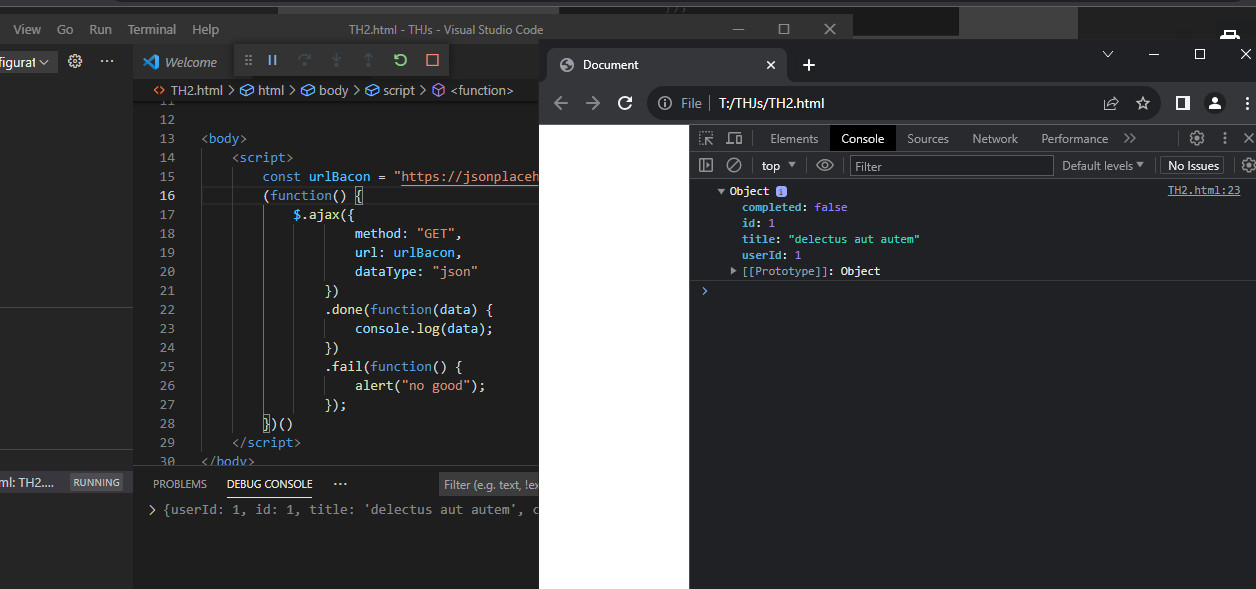 View Go Run Terminal Help TH2.html - THJs - Visual Studio Code
figurat Welcome
TH2.html > html > body > script > <function>
11
12
13 <body>
14 <script>
15 const urlBacon = "https://jsonplaceh
16 (function() {
17 $.ajax({
18 method: "GET",
19 url: urlBacon,
20 dataType: "json"
21 })
22 .done(function(data) {
23 console.log(data);
24 })
25 .fail(function() {
26 alert("no good");
27 });
28 })()
29 </script>
30 </body>
ml: TH2.... RUNNING
PROBLEMS DEBUG CONSOLE ... Filter (e.g. text, !ex
> {userId: 1, id: 1, title: 'delectus aut autem', c
Document
File T:/THJs/TH2.html
Elements Console Sources Network Performance
top Filter Default levels No Issues
Object i TH2.html:23
completed: false
id: 1
title: "delectus aut autem"
userId: 1
[[Prototype]]: Object
>